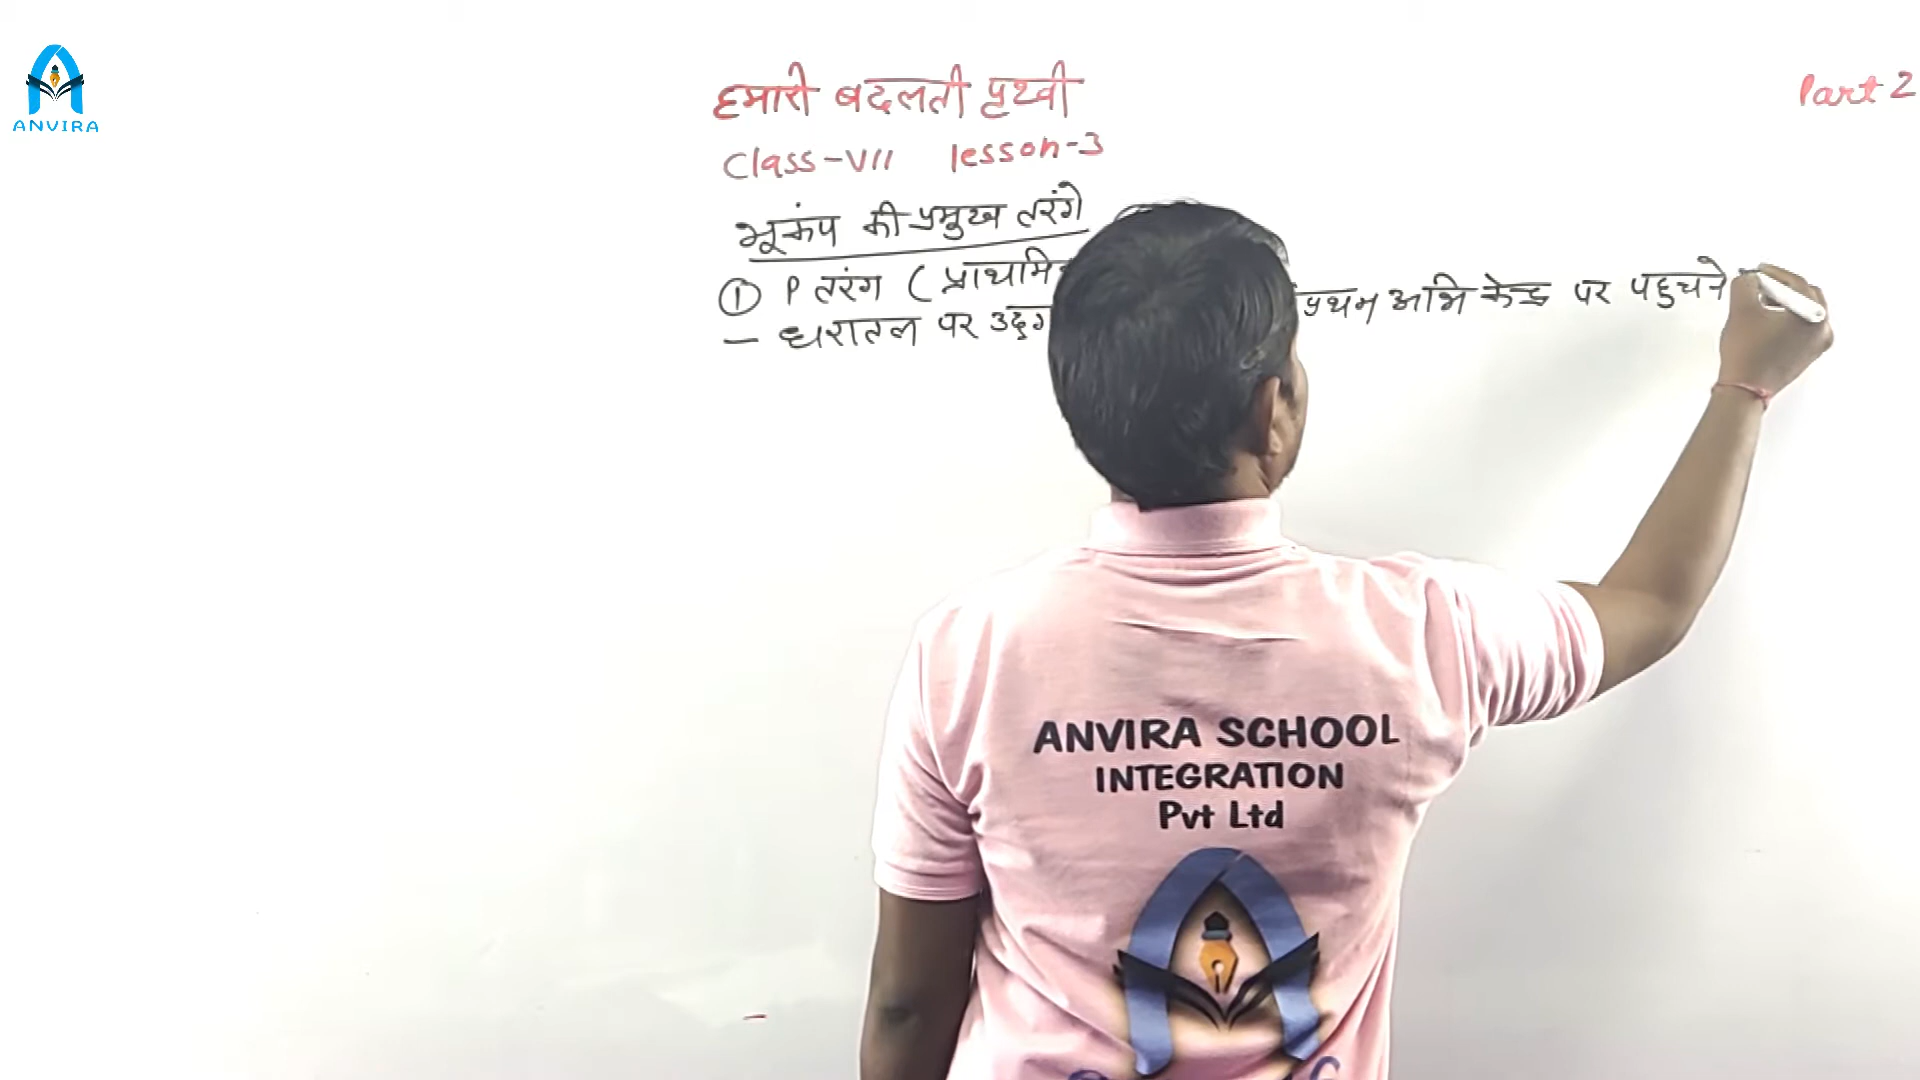 ANVIRA
हमारी बदलती पृथ्वी
Part 2
Class-VII lesson-3
भूकंप की प्रमुख तरंगे
① P तरंग (
– धरातल पर प्रथम अभि केन्द्र पर पहुचने
ANVIRA SCHOOL
INTEGRATION
Pvt Ltd